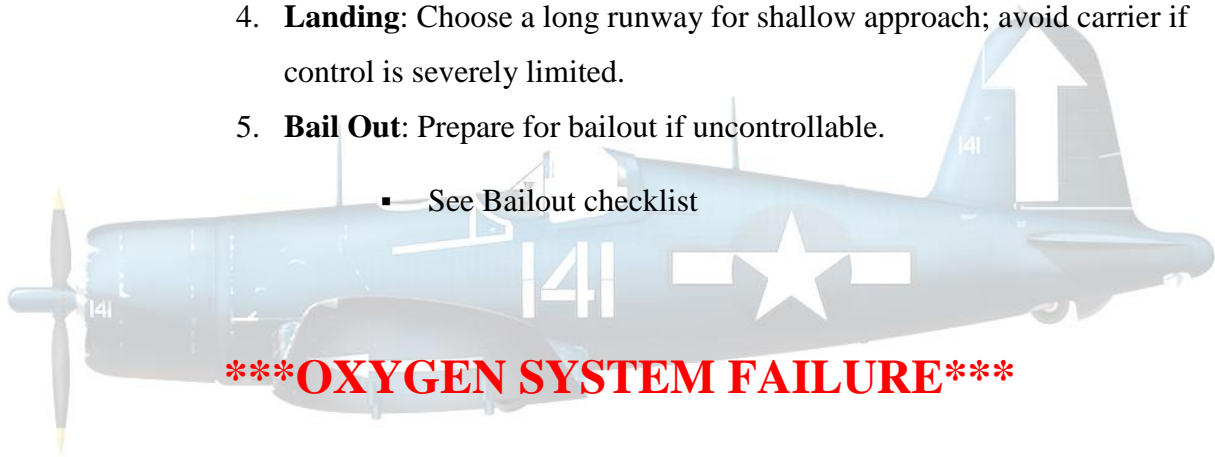 4. Landing: Choose a long runway for shallow approach; avoid carrier if
control is severely limited.
5. Bail Out: Prepare for bailout if uncontrollable.
141
▪ See Bailout checklist
141
141
***OXYGEN SYSTEM FAILURE***